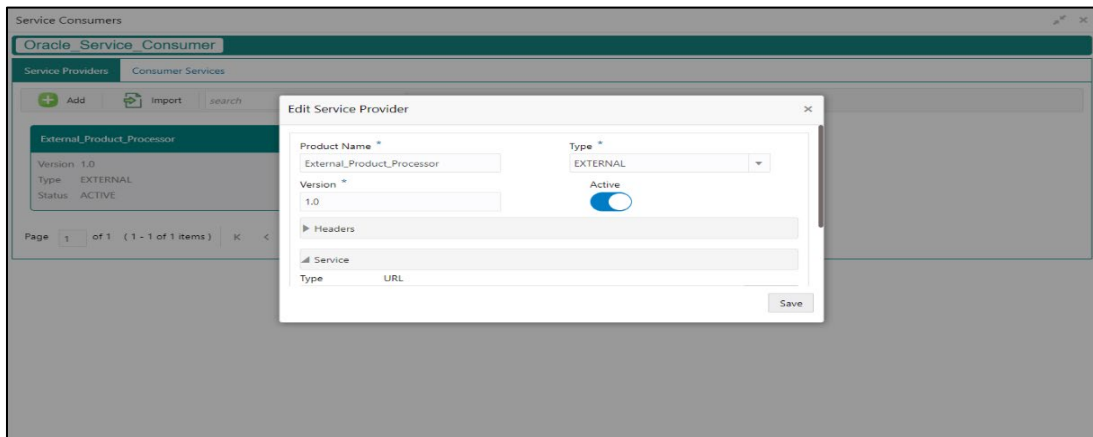 Service Consumers
Oracle_Service_Consumer
Service Providers Consumer Services
Add Import search
External_Product_Processor
Version 1.0
Type EXTERNAL
Status ACTIVE
Page 1 of 1 (1 - 1 of 1 items) K <
Edit Service Provider
Product Name * Type *
External_Product_Processor EXTERNAL
Version * Active
1.0
Headers
Service
Type URL
Save